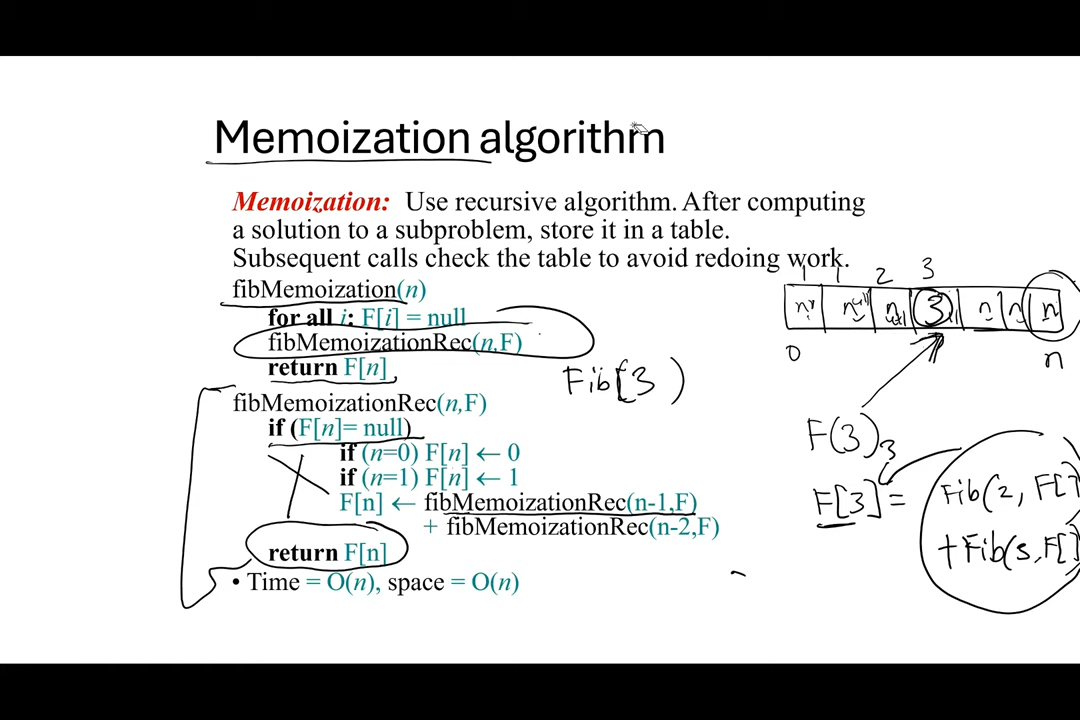 Memoization algorithm
Memoization: Use recursive algorithm. After computing
a solution to a subproblem, store it in a table.
Subsequent calls check the table to avoid redoing work.
fibMemoization(n)
for all i: F[i] = null
fibMemoizationRec(n,F)
return F[n]
fibMemoizationRec(n,F)
if (F[n]= null)
if (n=0) F[n] ← 0
if (n=1) F[n] ← 1
F[n] ← fibMemoizationRec(n-1,F)
+ fibMemoizationRec(n-2,F)
return F[n]
• Time = O(n), space = O(n)
Fib[3)
1 1 2 3
3 n n n
0 n
F(3)3
F[3] =
Fib(2, F[]
+Fib(s,F[]